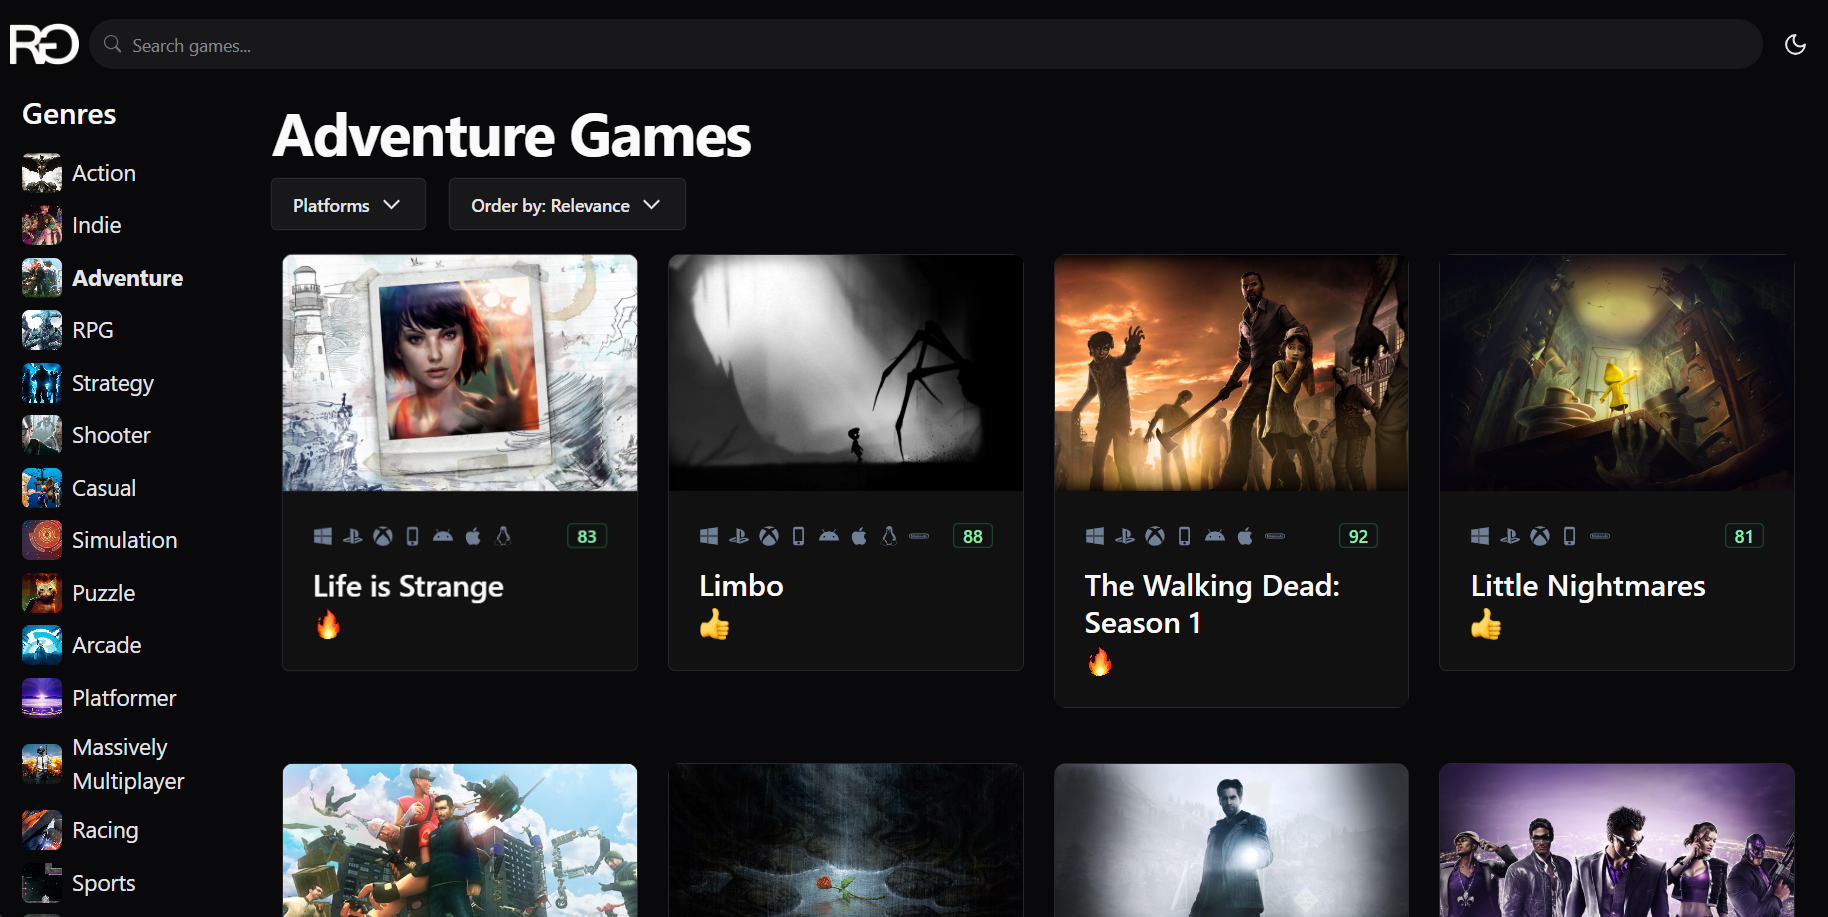 RG
Search games...
Genres
Action
Indie
Adventure
RPG
Strategy
Shooter
Casual
Simulation
Puzzle
Arcade
Platformer
Massively
Multiplayer
Racing
Sports
Adventure Games
Platforms
Order by: Relevance
83
Life is Strange
88
Limbo
92
The Walking Dead:
Season 1
81
Little Nightmares